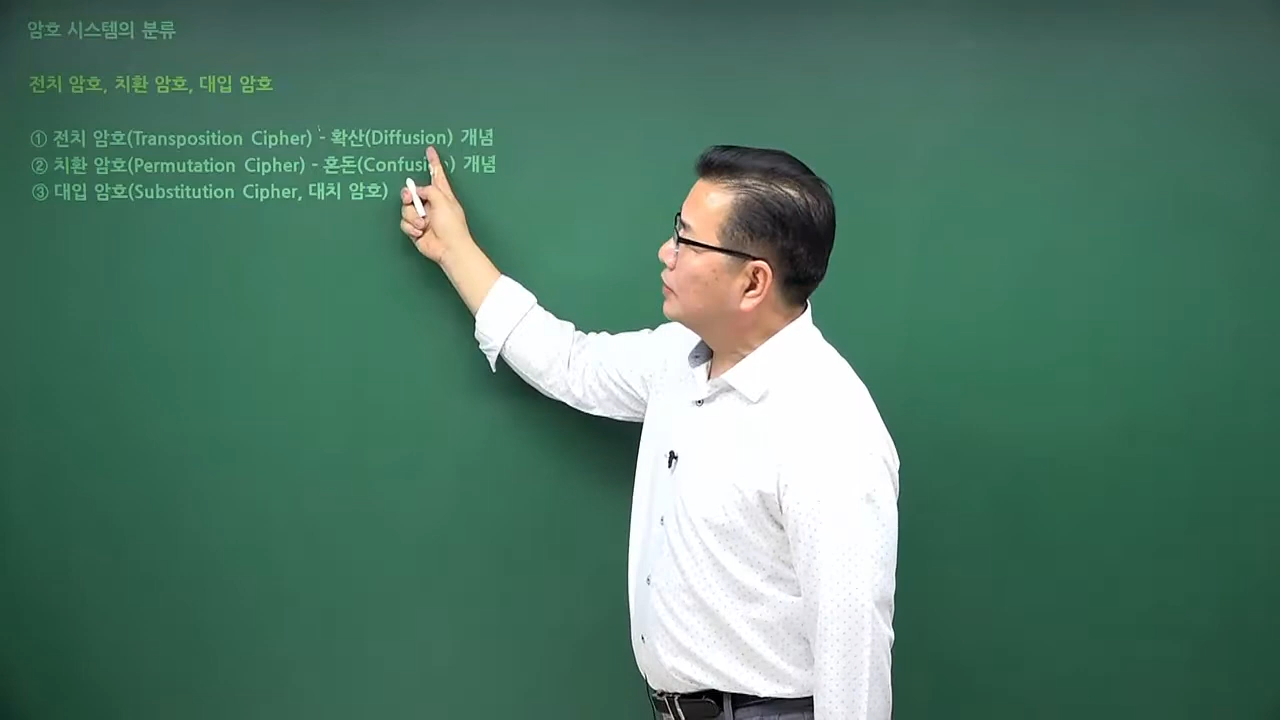 암호 시스템의 분류
전치 암호, 치환 암호, 대입 암호
① 전치 암호(Transposition Cipher) - 확산(Diffusion) 개념
② 치환 암호(Permutation Cipher) - 혼돈(Confusion) 개념
③ 대입 암호(Substitution Cipher, 대치 암호)